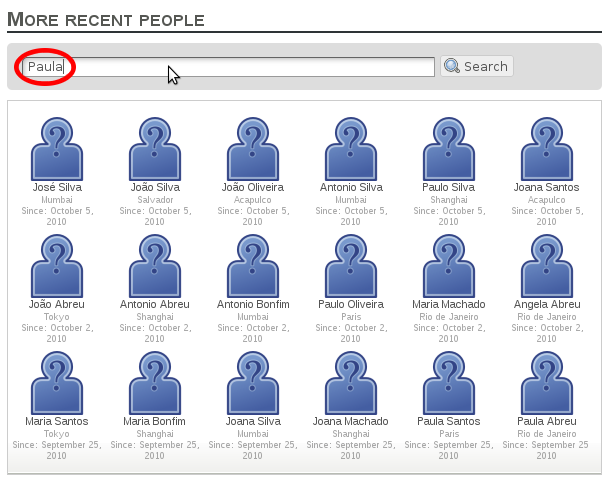 MORE RECENT PEOPLE
Paula
Search
José Silva João Silva João Oliveira Antonio Silva Paulo Silva Joana Santos
Mumbai Salvador Acapulco Mumbai Shanghai Acapulco
Since: October 5, Since: October 5, Since: October 5, Since: October 5, Since: October 5, Since: October 5,
2010 2010 2010 2010 2010 2010
João Abreu Antonio Abreu Antonio Bonfim Paulo Oliveira Maria Machado Angela Abreu
Tokyo Shanghai Mumbai Paris Rio de Janeiro Rio de Janeiro
Since: October 2, Since: October 2, Since: October 2, Since: October 2, Since: October 2, Since: October 2,
2010 2010 2010 2010 2010 2010
Maria Santos Maria Bonfim Joana Silva Joana Machado Paula Santos Paula Abreu
Tokyo Shanghai Mumbai Shanghai Paris Rio de Janeiro
Since: September 25, Since: September 25, Since: September 25, Since: September 25, Since: September 25, Since: September 25
2010 2010 2010 2010 2010 2010